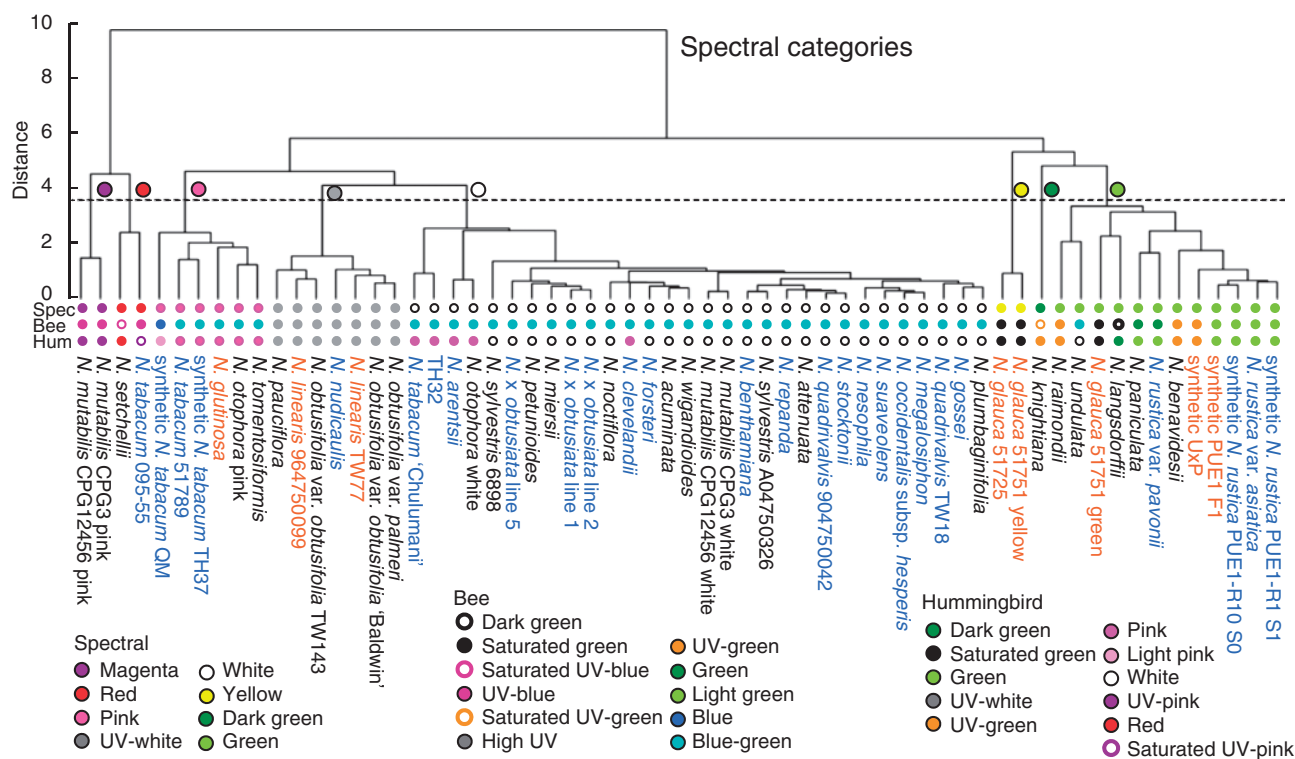 Spectral categories
Distance
10
8
6
4
2
0
Spec
Bee
Hum
N. mutabilis CPG12456 pink
N. mutabilis CPG3 pink
N. setchellii
N. tabacum 095-55
synthetic N. tabacum QM
N. tabacum 51789
synthetic N. tabacum TH37
N. glutinosa
N. otophora pink
N. tomentosiformis
N. pauciflora
N. linearis 964750099
N. obtusifolia var. obtusifolia TW143
N. nudicaulis
N. linearis TW77
N. obtusifolia var. obtusifolia 'Baldwin'
N. obtusifolia var. palmeri
N. tabacum 'Chulumani'
TH32
N. arentsii
N. otophora white
N. sylvestris 6898
N. x obtusiata line 5
N. petunioides
N. miersii
N. x obtusiata line 1
N. x obtusiata line 2
N. noctiflora
N. clevelandii
N. forsteri
N. acuminata
N. wigandioides
N. mutabilis CPG12456 white
N. mutabilis CPG3 white
N. benthamiana
N. sylvestris A04750326
N. repanda
N. attenuata
N. quadrivalvis 904750042
N. stocktonii
N. nesophila
N. suaveolens
N. occidentalis subsp. hesperis
N. megalosiphon
N. quadrivalvis TW18
N. gossei
N. plumbaginifolia
N. glauca 51725
N. glauca 51751 yellow
N. knightiana
N. raimondii
N. undulata
N. glauca 51751 green
N. langsdorffii
N. paniculata
N. rustica var. pavonii
N. benavidesii
synthetic UxP
synthetic PUE1 F1
synthetic N. rustica PUE1-R10 S0
N. rustica var. asiatica
synthetic N. rustica PUE1-R1 S1
Spectral
Magenta
Red
Pink
UV-white
White
Yellow
Dark green
Green
Bee
Dark green
Saturated green
Saturated UV-blue
UV-blue
Saturated UV-green
High UV
UV-green
Green
Light green
Blue
Blue-green
Hummingbird
Dark green
Saturated green
Green
UV-white
UV-green
Pink
Light pink
White
UV-pink
Red
Saturated UV-pink